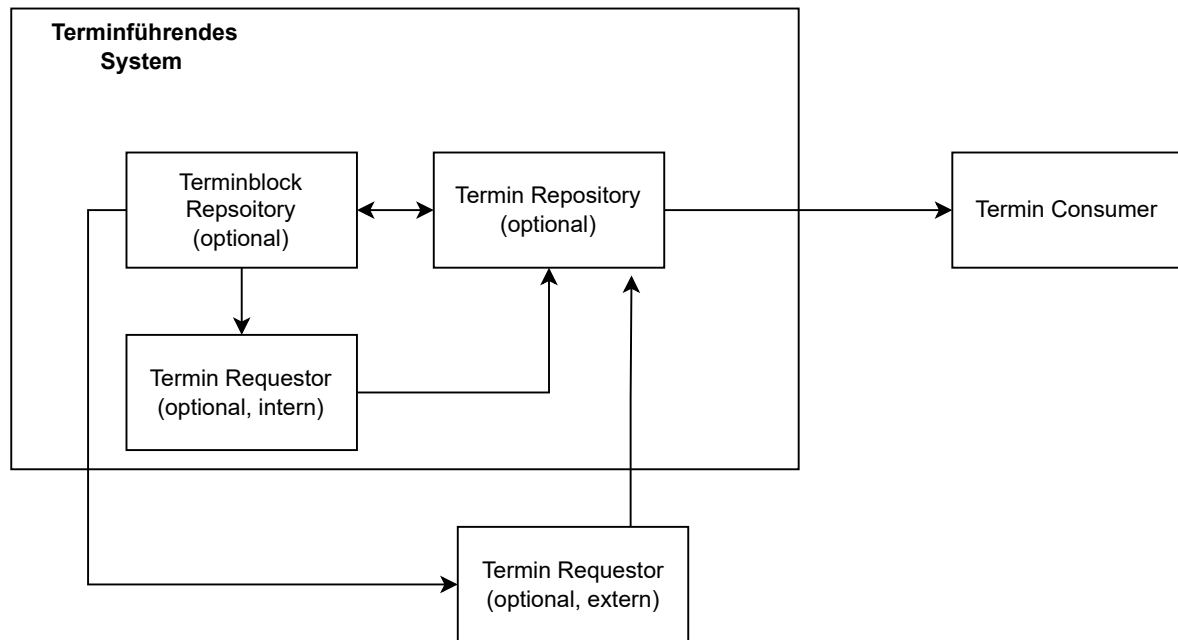 Terminführendes
System
Terminblock
Repsoitory
(optional)
Termin Repository
(optional)
Termin Consumer
Termin Requestor
(optional, intern)
Termin Requestor
(optional, extern)